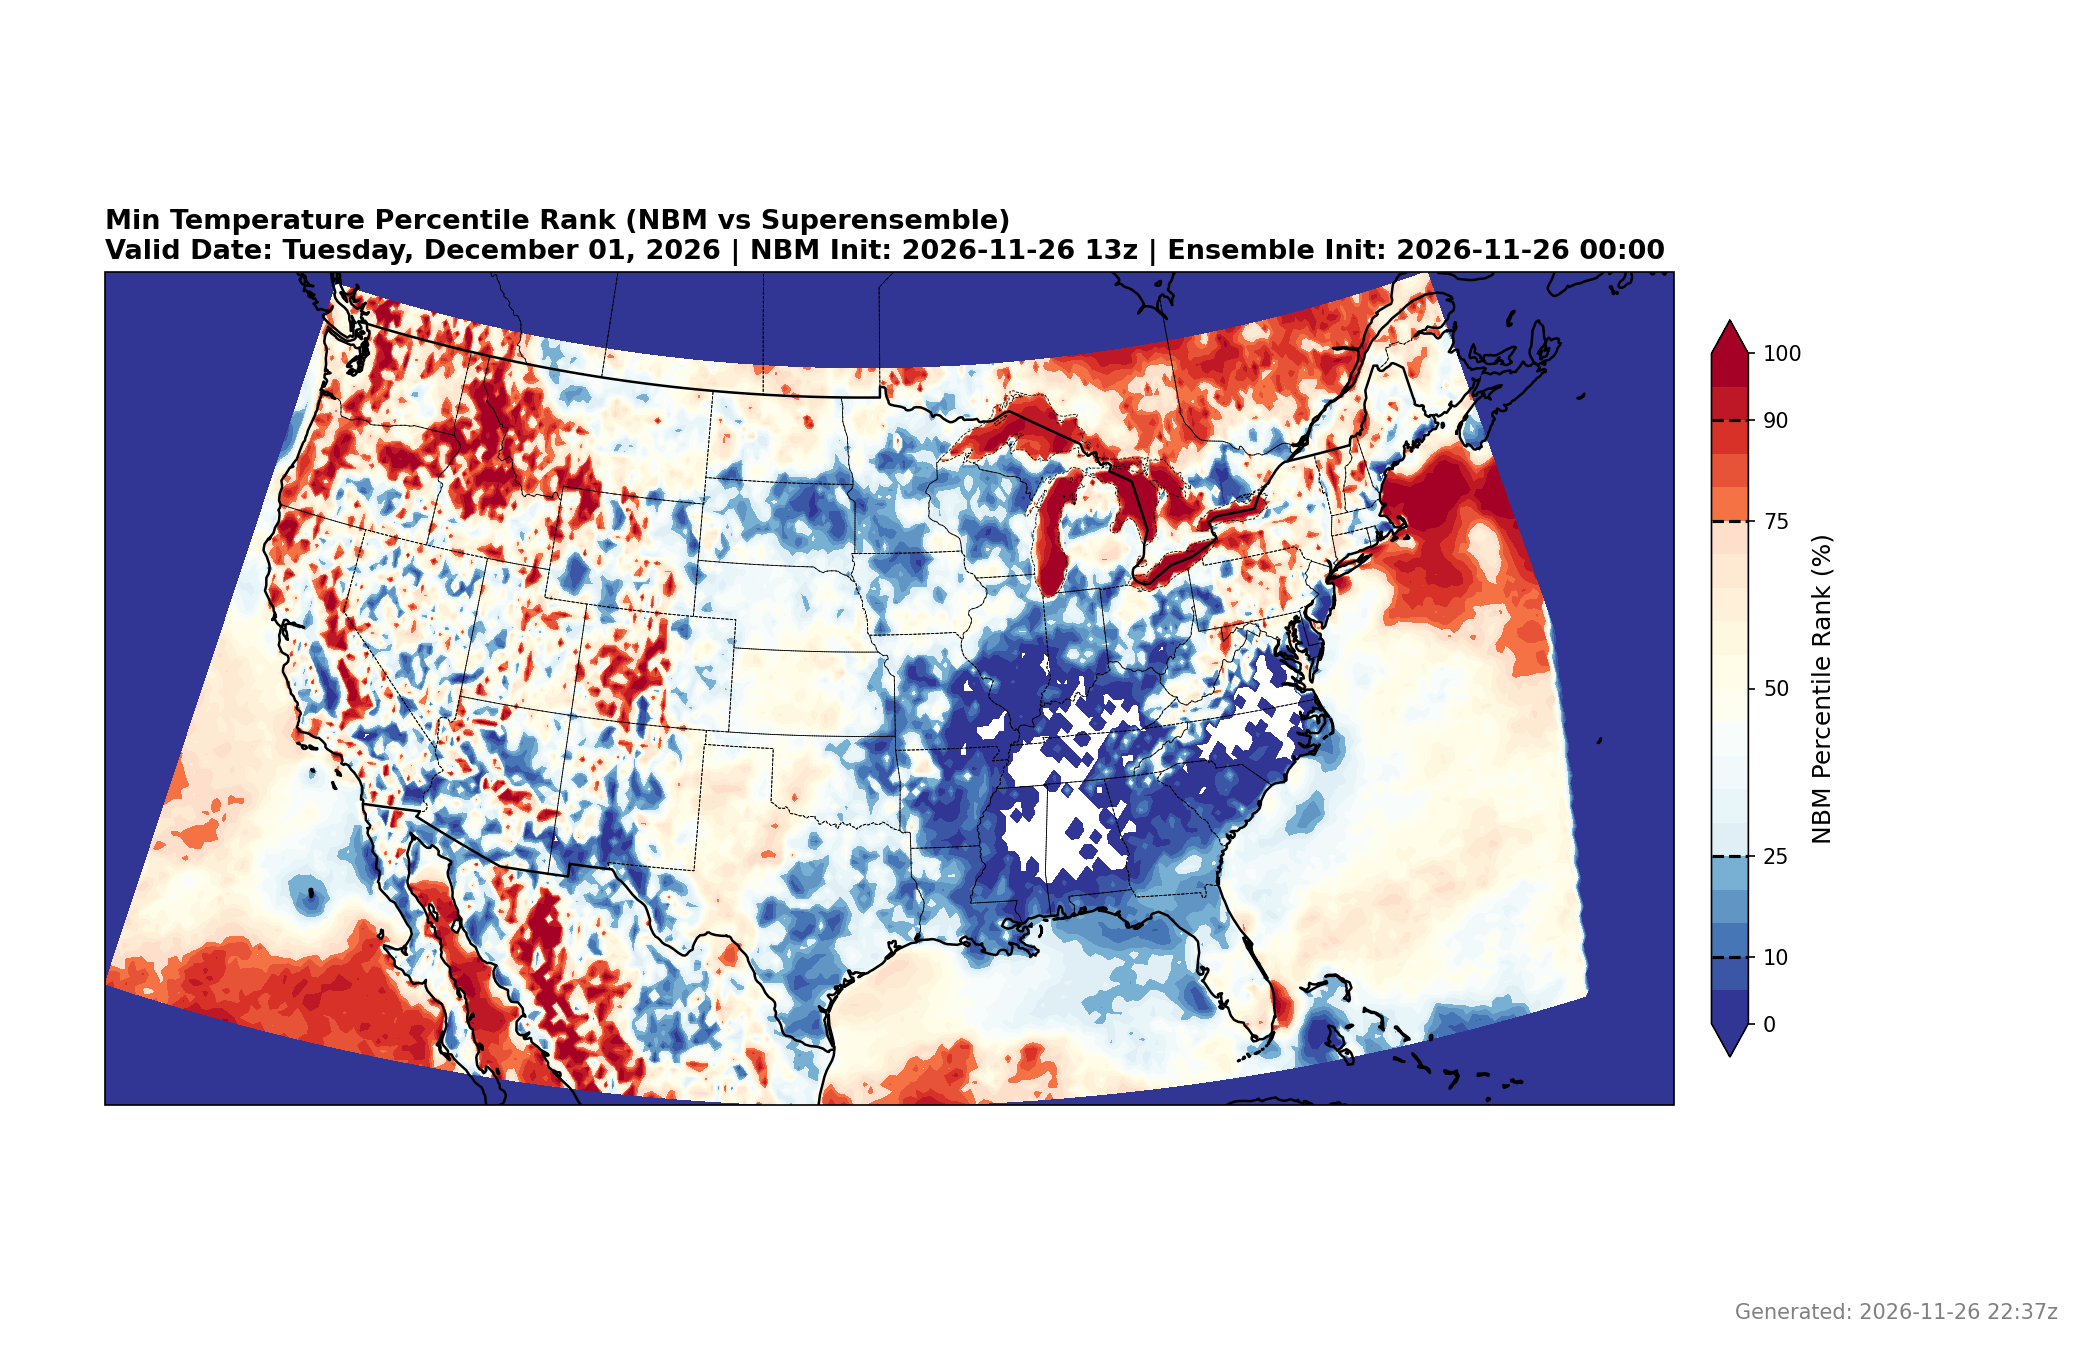 Min Temperature Percentile Rank (NBM vs Superensemble)
Valid Date: Tuesday, December 01, 2026 | NBM Init: 2026-11-26 13z | Ensemble Init: 2026-11-26 00:00
100
90
75
50
25
10
0
NBM Percentile Rank (%)
Generated: 2026-11-26 22:37z